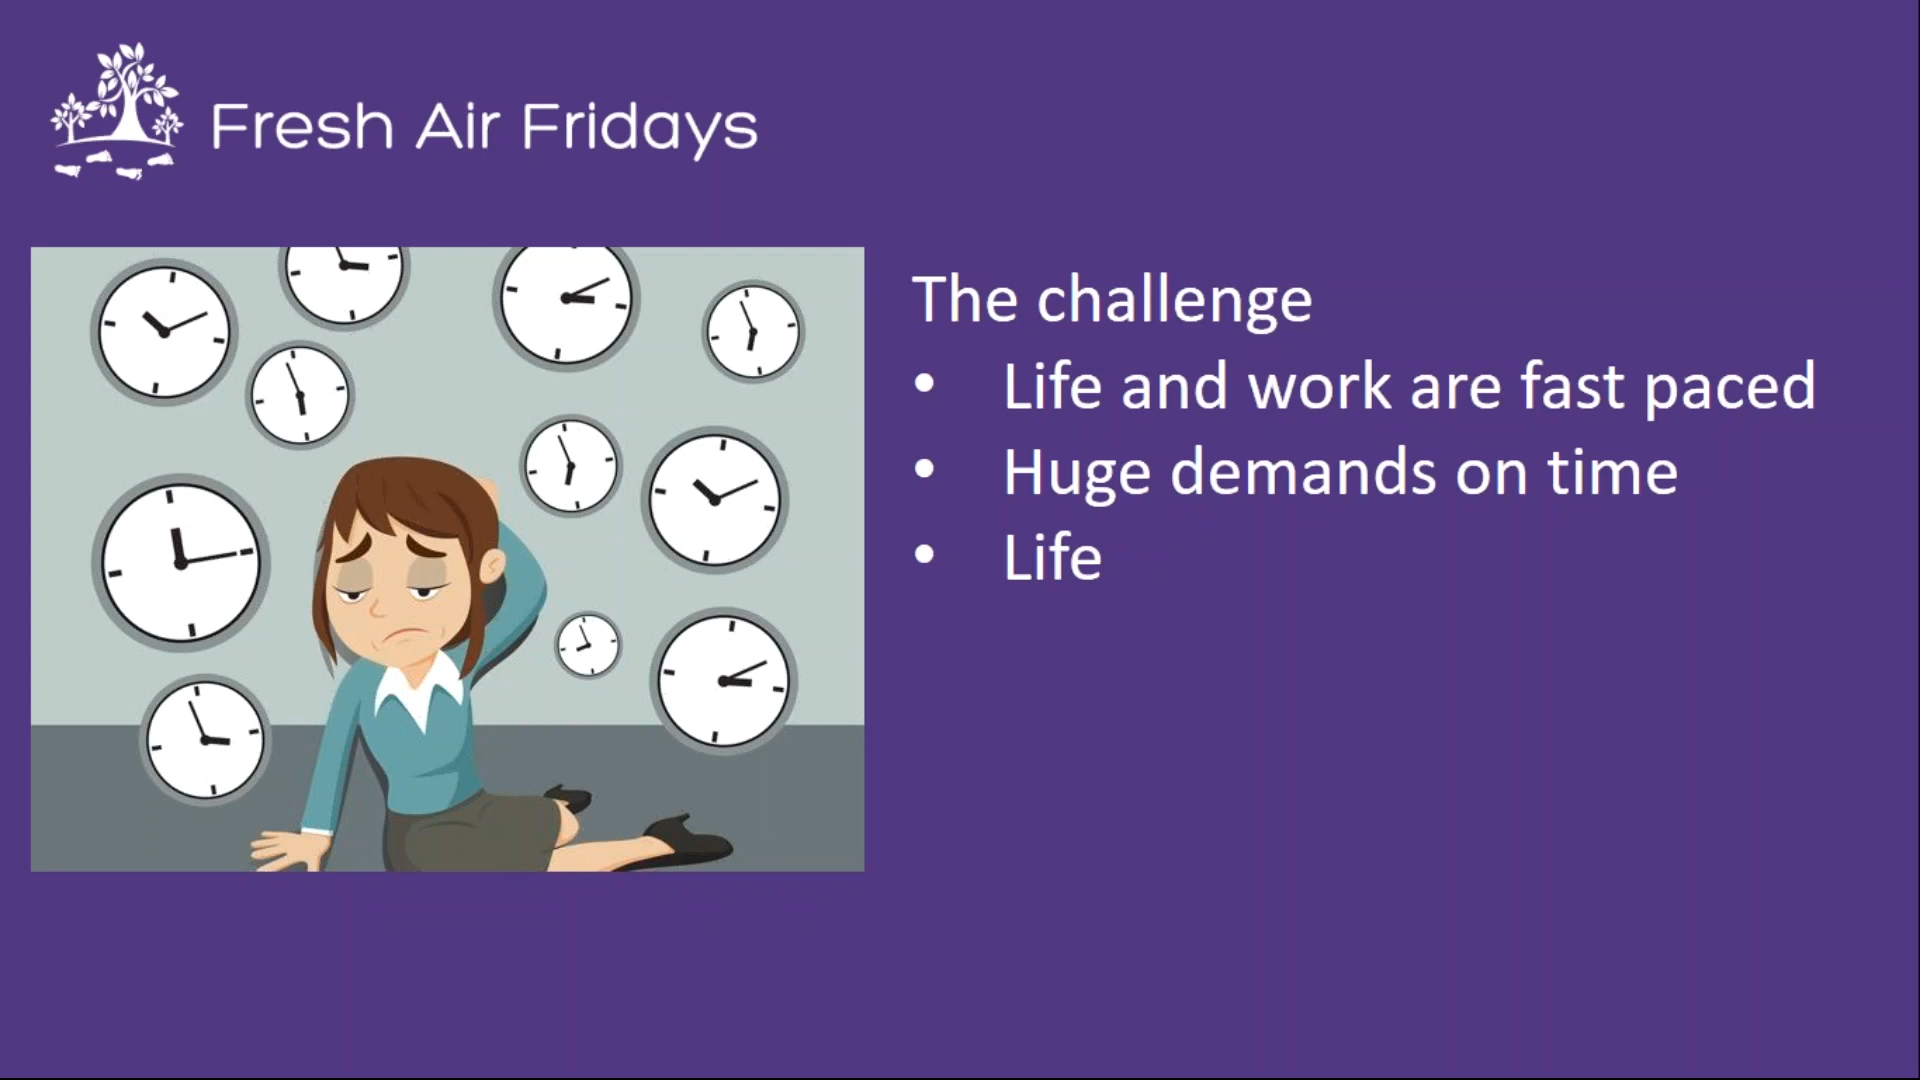 Fresh Air Fridays
The challenge
• Life and work are fast paced
• Huge demands on time
• Life